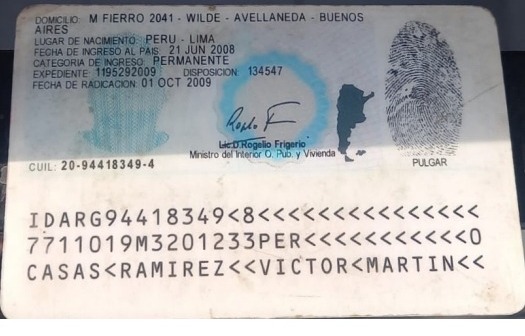 DOMICILIO: M FIERRO 2041 - WILDE - AVELLANEDA - BUENOS
AIRES
LUGAR DE NACIMIENTO: PERU - LIMA
FECHA DE INGRESO AL PAIS: 21 JUN 2008
CATEGORIA DE INGRESO: PERMANENTE
EXPEDIENTE 1195292009 DISPOSICION: 134547
FECHA DE RADICACION: 01 OCT 2009
Lic.D.Rogelio Frigerio
Ministro del Interior O. Pub. y Vivienda
PULGAR
CUIL: 20-94418349-4
IDARG94418349<8<<<<<<<<<<<<<<<
7711019M3201233PER<<<<<<<<<<<0
CASAS<RAMIREZ<<VICTOR<MARTIN<<